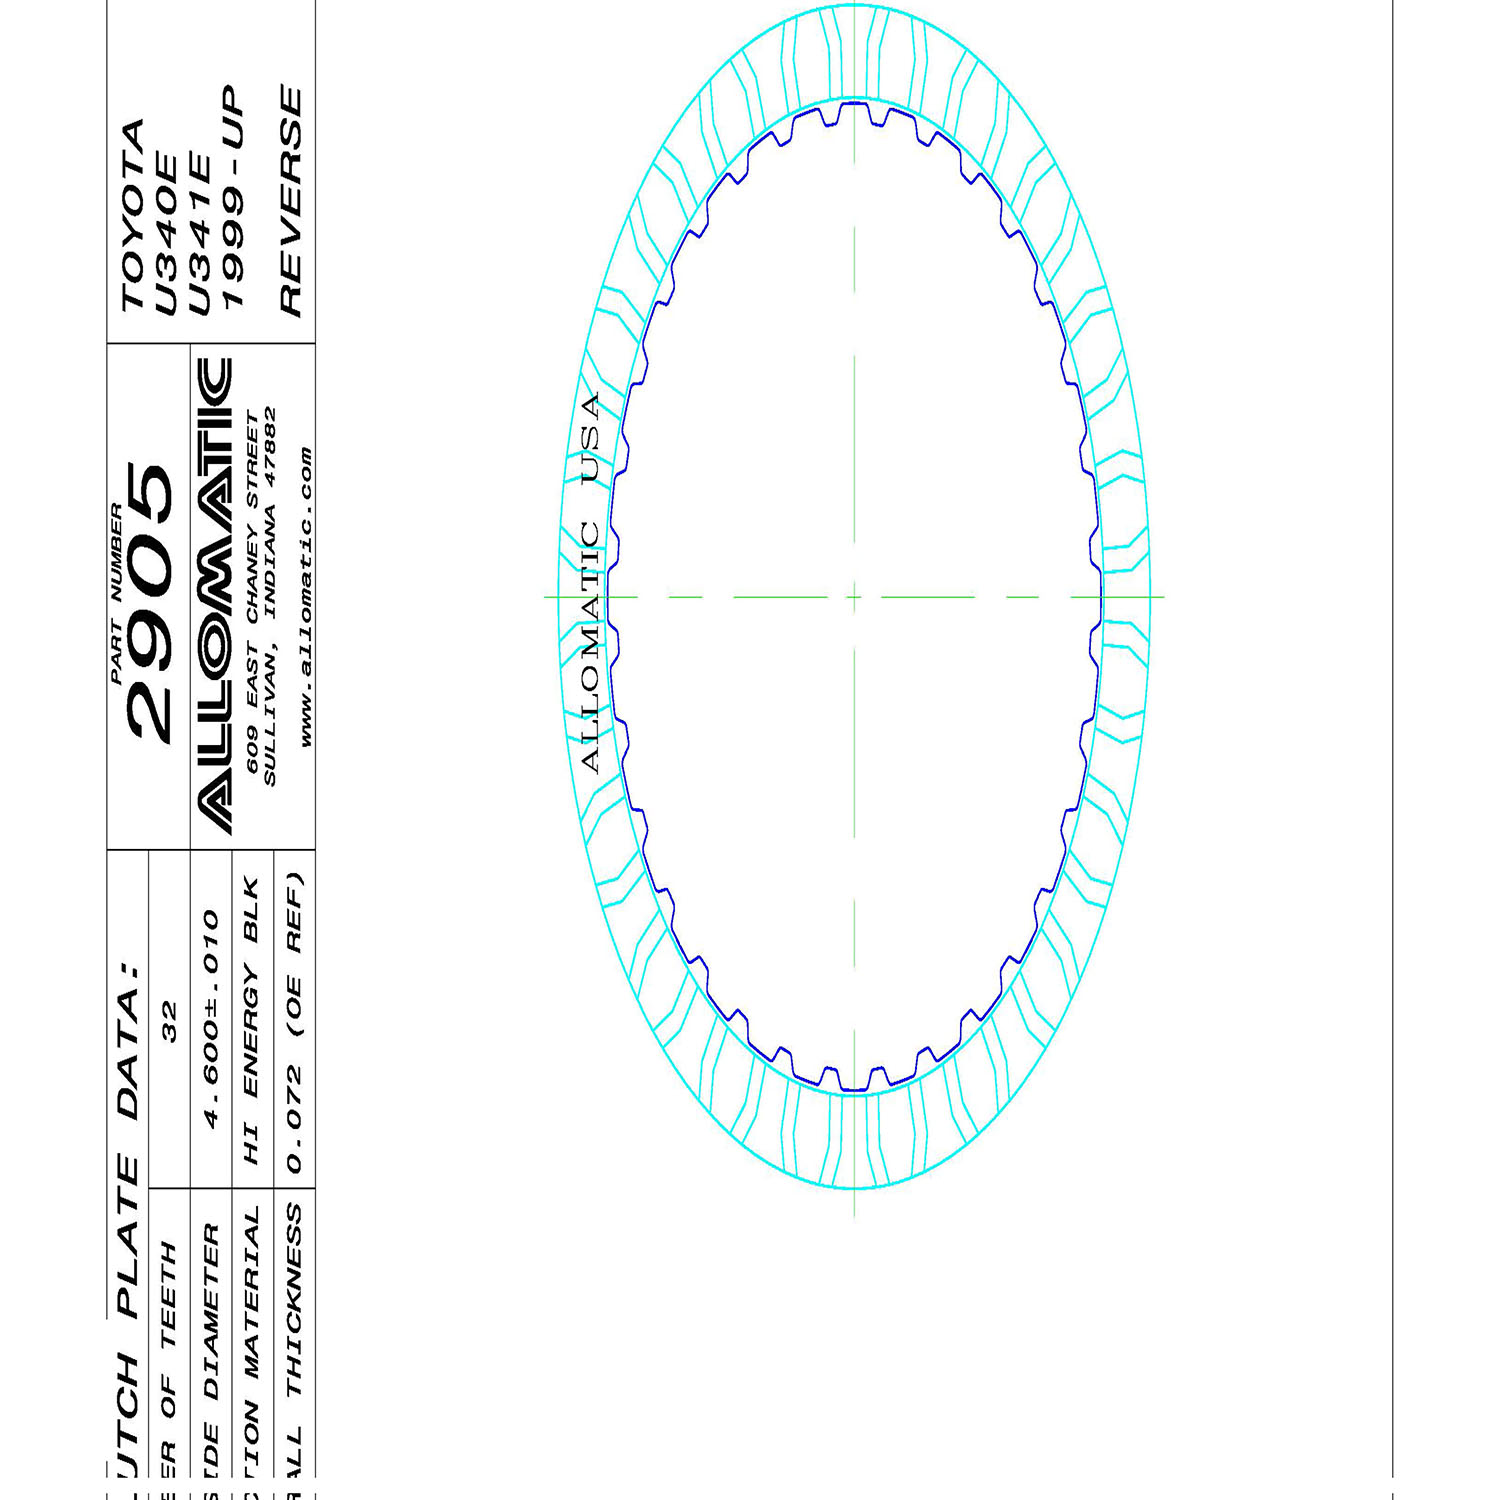 TOYOTA
U340E
U341E
1999-UP
REVERSE
PART NUMBER
2905
ALLOMATIC
609 EAST CHANEY STREET
SULLIVAN, INDIANA 47882
www.allomatic.com
UTCH PLATE DATA:
ER OF TEETH 32
IDE DIAMETER 4.600±.010
TION MATERIAL HI ENERGY BLK
ALL THICKNESS 0.072 (OE REF)
ALLOMATIC USA